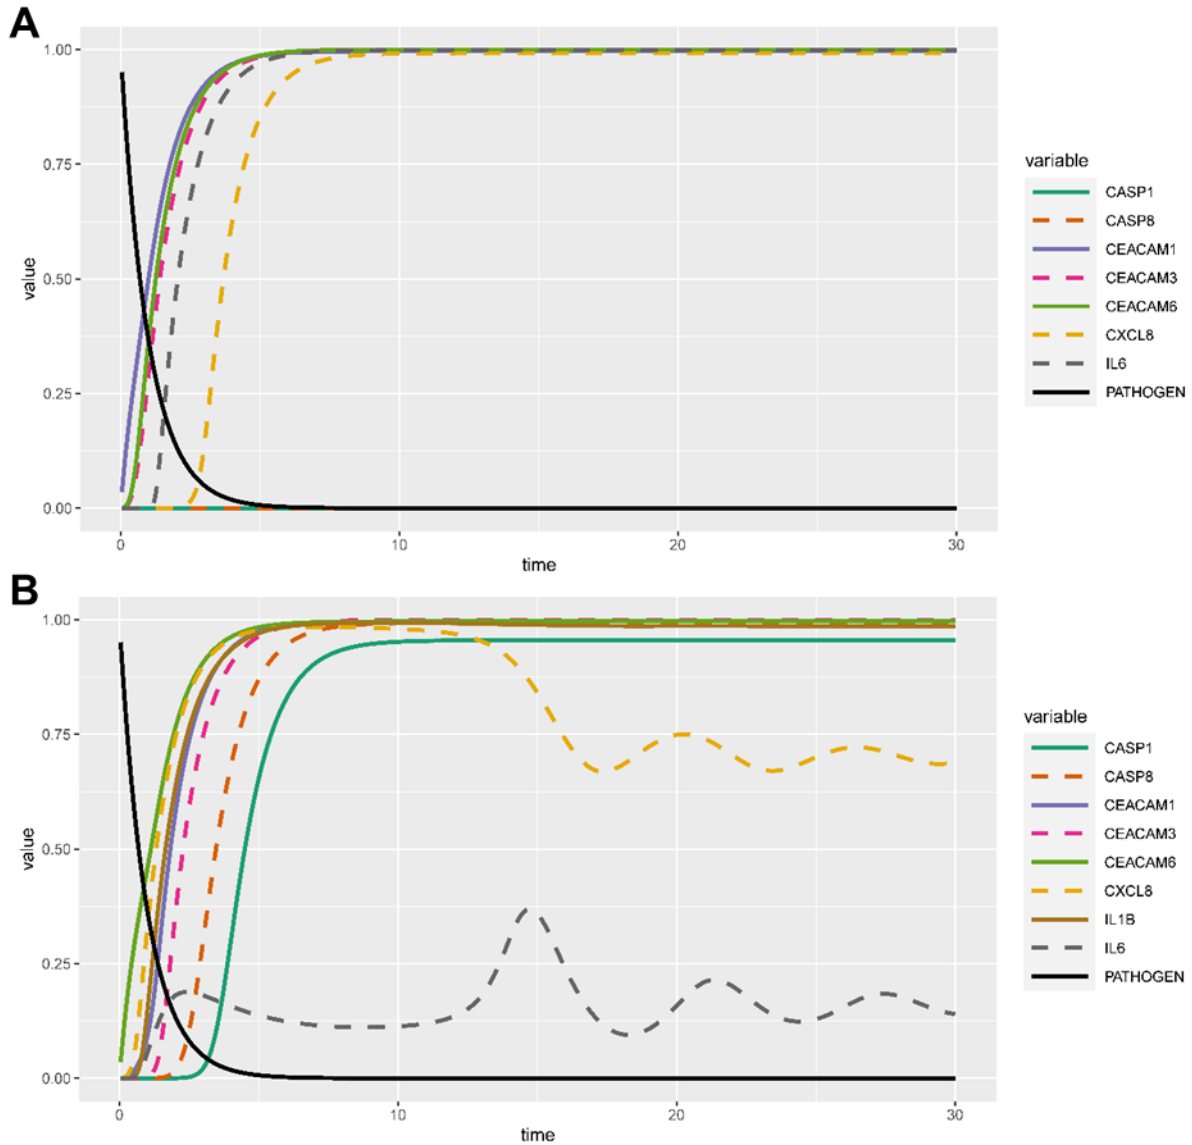 A
1.00
0.75
0.50
0.25
0.00
value
0
10
20
30
time
variable
CASP1
CASP8
CEACAM1
CEACAM3
CEACAM6
CXCL8
IL6
PATHOGEN
B
1.00
0.75
0.50
0.25
0.00
value
0
10
20
30
time
variable
CASP1
CASP8
CEACAM1
CEACAM3
CEACAM6
CXCL8
IL1B
IL6
PATHOGEN